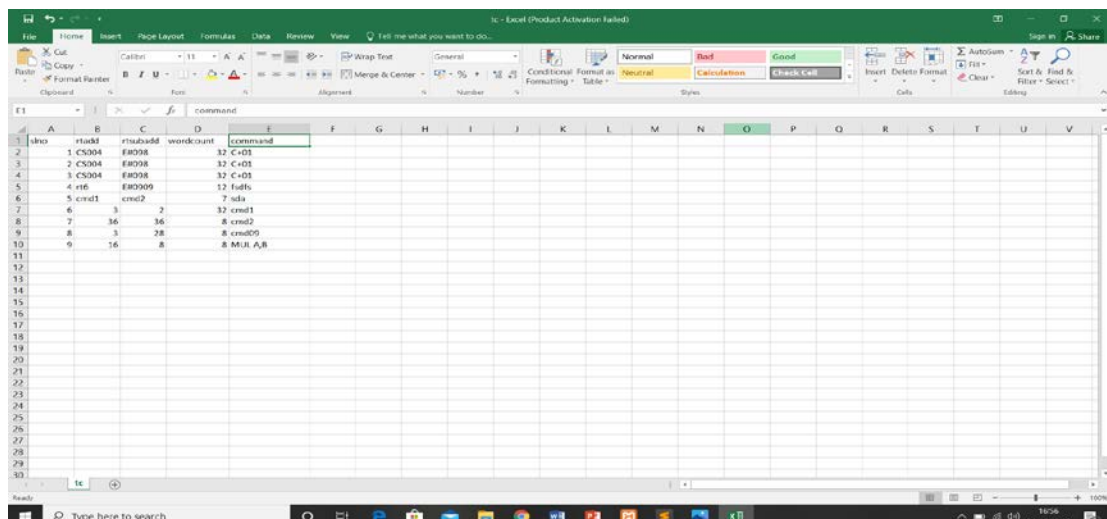 tc - Excel (Product Activation Failed)
File Home Insert Page Layout Formulas Data Review View Tell me what you want to do... Sign in Share
Paste Cut Copy Format Painter
Calibri 11 A A Wrap Text General
B I U A Merge & Center % Conditional Formatting Format as Table
Normal Bad Good
Neutral Calculation Check Cell
Insert Delete Format
AutoSum Fill Clear Sort & Filter Find & Select
Clipboard Font Alignment Number Styles Cells Editing
E1 fx command
A B C D E F G H I J K L M N O P Q R S T U V
1 slno rtadd rtsubadd wordcount command
2 1 CS004 E#098 32 C+01
3 2 CS004 E#098 32 C+01
4 3 CS004 E#098 32 C+01
5 4 rt6 E#0909 12 fsdfs
6 5 cmd1 cmd2 7 sda
7 6 3 2 32 cmd1
8 7 36 36 8 cmd2
9 8 3 28 8 cmd09
10 9 16 8 8 MUL A,B
11
12
13
14
15
16
17
18
19
20
21
22
23
24
25
26
27
28
29
30
tc
Ready 100%
Type here to search 16:56